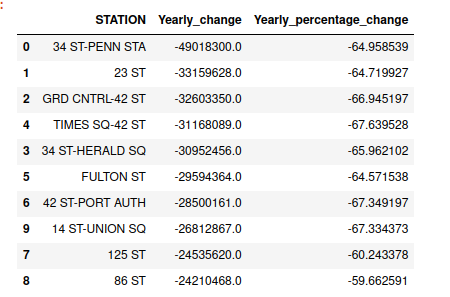 :
STATION Yearly_change Yearly_percentage_change
0 34 ST-PENN STA -49018300.0 -64.958539
1 23 ST -33159628.0 -64.719927
2 GRD CNTRL-42 ST -32603350.0 -66.945197
4 TIMES SQ-42 ST -31168089.0 -67.639528
3 34 ST-HERALD SQ -30952456.0 -65.962102
5 FULTON ST -29594364.0 -64.571538
6 42 ST-PORT AUTH -28500161.0 -67.349197
9 14 ST-UNION SQ -26812867.0 -67.334373
7 125 ST -24535620.0 -60.243378
8 86 ST -24210468.0 -59.662591